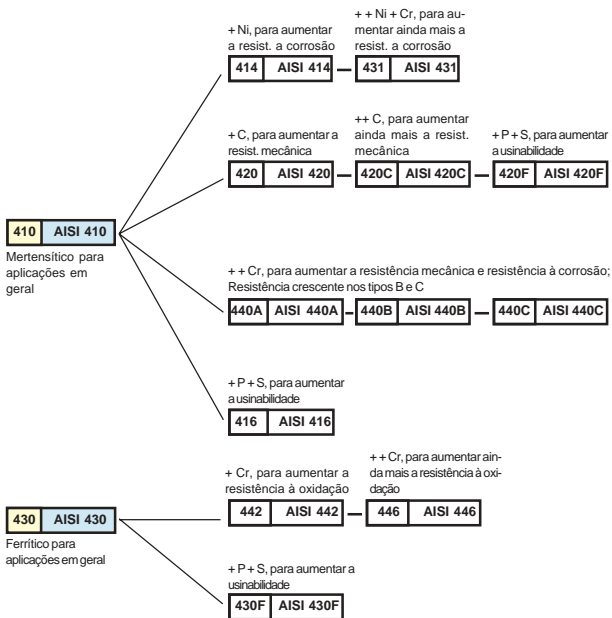 + Ni, para aumentar
a resist. a corrosão
414 AISI 414
+ + Ni + Cr, para au-
mentar ainda mais a
resist. a corrosão
431 AISI 431
+ C, para aumentar a
resist. mecânica
420 AISI 420
++ C, para aumentar
ainda mais a resist.
mecânica
420C AISI 420C
+ P + S, para aumentar
a usinabilidade
420F AISI 420F
410 AISI 410
Mertensítico para
aplicações em
geral
+ + Cr, para aumentar a resistência mecânica e resistência à corrosão;
Resistência crescente nos tipos B e C
440A AISI 440A
440B AISI 440B
440C AISI 440C
+ P + S, para aumentar
a usinabilidade
416 AISI 416
430 AISI 430
Ferrítico para
aplicações em geral
+ Cr, para aumentar a
resistência à oxidação
442 AISI 442
+ + Cr, para aumentar ain-
da mais a resistência à oxi-
dação
446 AISI 446
+ P + S, para aumentar a
usinabilidade
430F AISI 430F